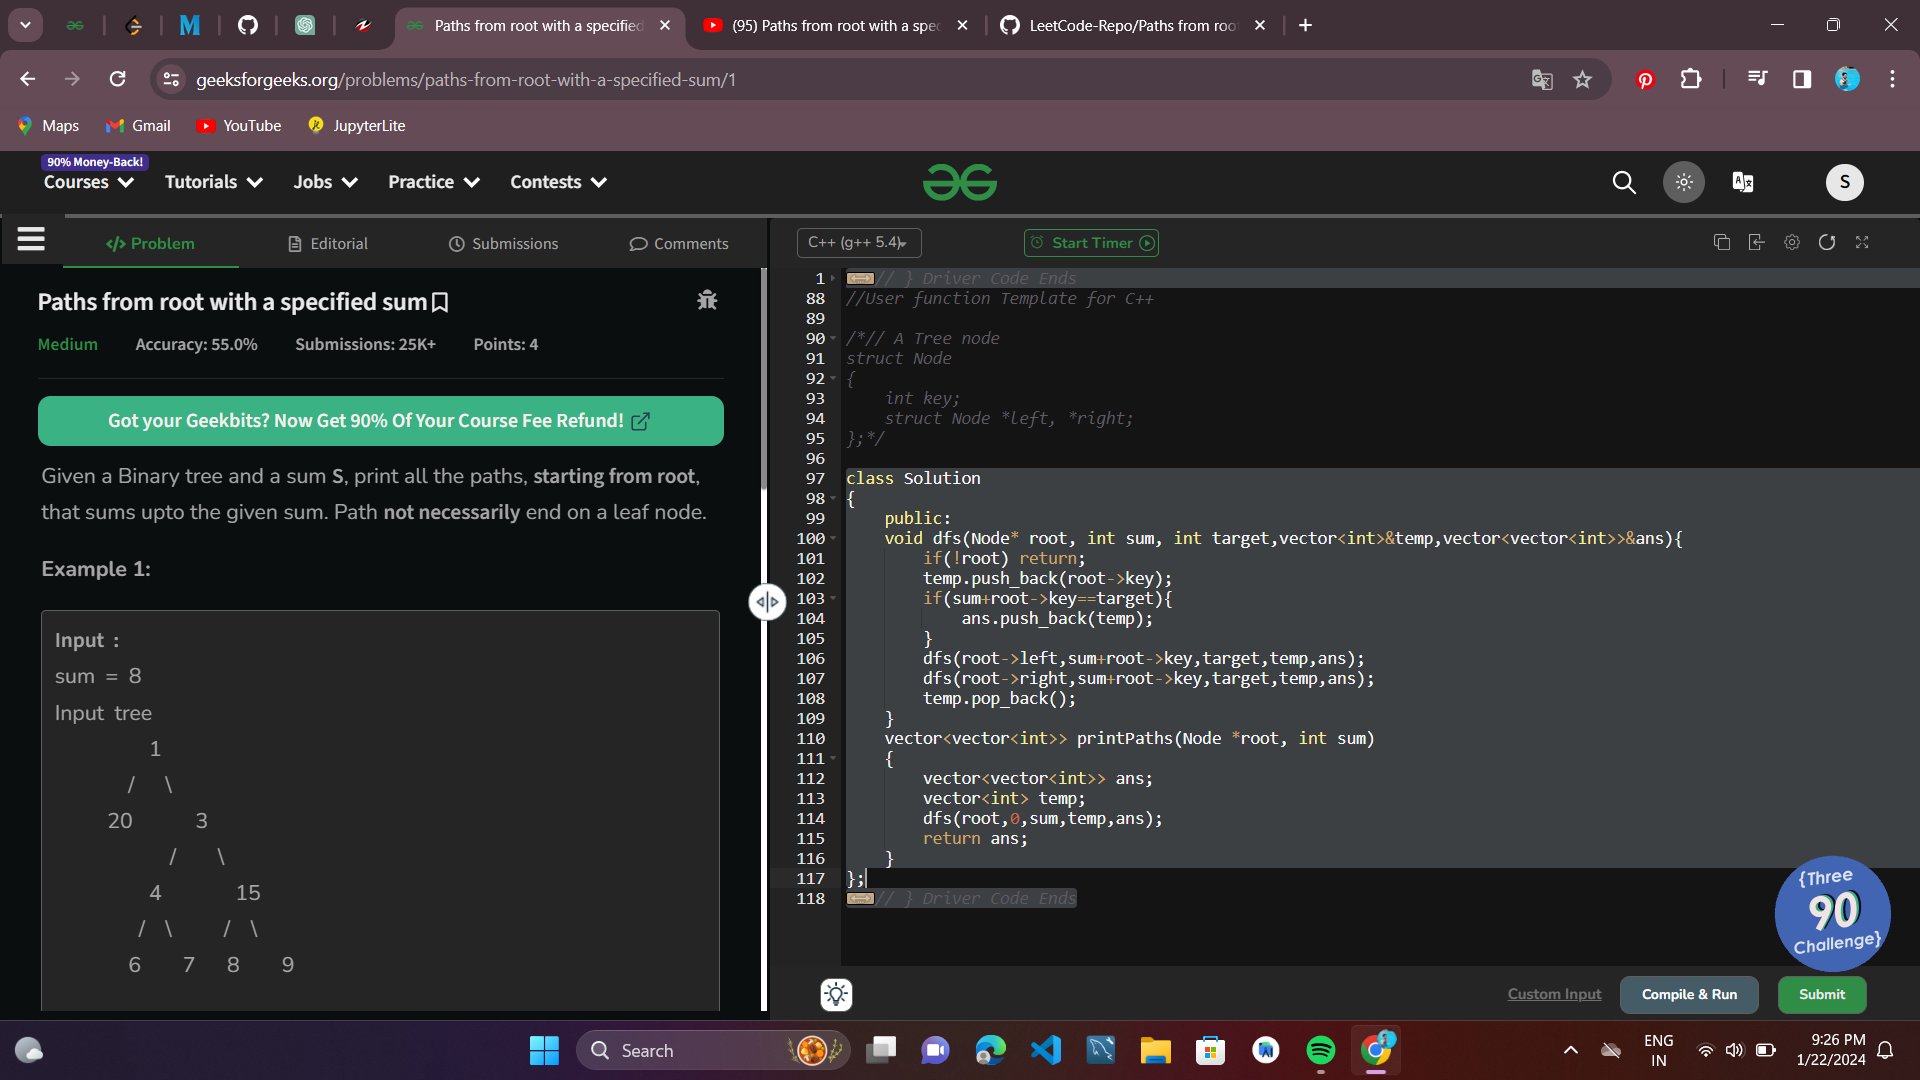 Paths from root with a specified
(95) Paths from root with a spec
LeetCode-Repo/Paths from roo
geeksforgeeks.org/problems/paths-from-root-with-a-specified-sum/1
Maps
Gmail
YouTube
JupyterLite
90% Money-Back!
Courses
Tutorials
Jobs
Practice
Contests
S
Problem
Editorial
Submissions
Comments
C++ (g++ 5.4)
Start Timer
Paths from root with a specified sum
Medium
Accuracy: 55.0%
Submissions: 25K+
Points: 4
Got your Geekbits? Now Get 90% Of Your Course Fee Refund!
Given a Binary tree and a sum S, print all the paths, starting from root,
that sums upto the given sum. Path not necessarily end on a leaf node.
Example 1:
Input :
sum = 8
Input tree
1
/ \
20 3
/ \
4 15
/ \ / \
6 7 8 9
1 // } Driver Code Ends
88 //User function Template for C++
89
90 /*// A Tree node
91 struct Node
92 {
93 int key;
94 struct Node *left, *right;
95 };*/
96
97 class Solution
98 {
99 public:
100 void dfs(Node* root, int sum, int target,vector<int>&temp,vector<vector<int>>&ans){
101 if(!root) return;
102 temp.push_back(root->key);
103 if(sum+root->key==target){
104 ans.push_back(temp);
105 }
106 dfs(root->left,sum+root->key,target,temp,ans);
107 dfs(root->right,sum+root->key,target,temp,ans);
108 temp.pop_back();
109 }
110 vector<vector<int>> printPaths(Node *root, int sum)
111 {
112 vector<vector<int>> ans;
113 vector<int> temp;
114 dfs(root,0,sum,temp,ans);
115 return ans;
116 }
117 };
118 // } Driver Code Ends
{Three
90
Challenge}
Custom Input
Compile & Run
Submit
Search
ENG
IN
9:26 PM
1/22/2024